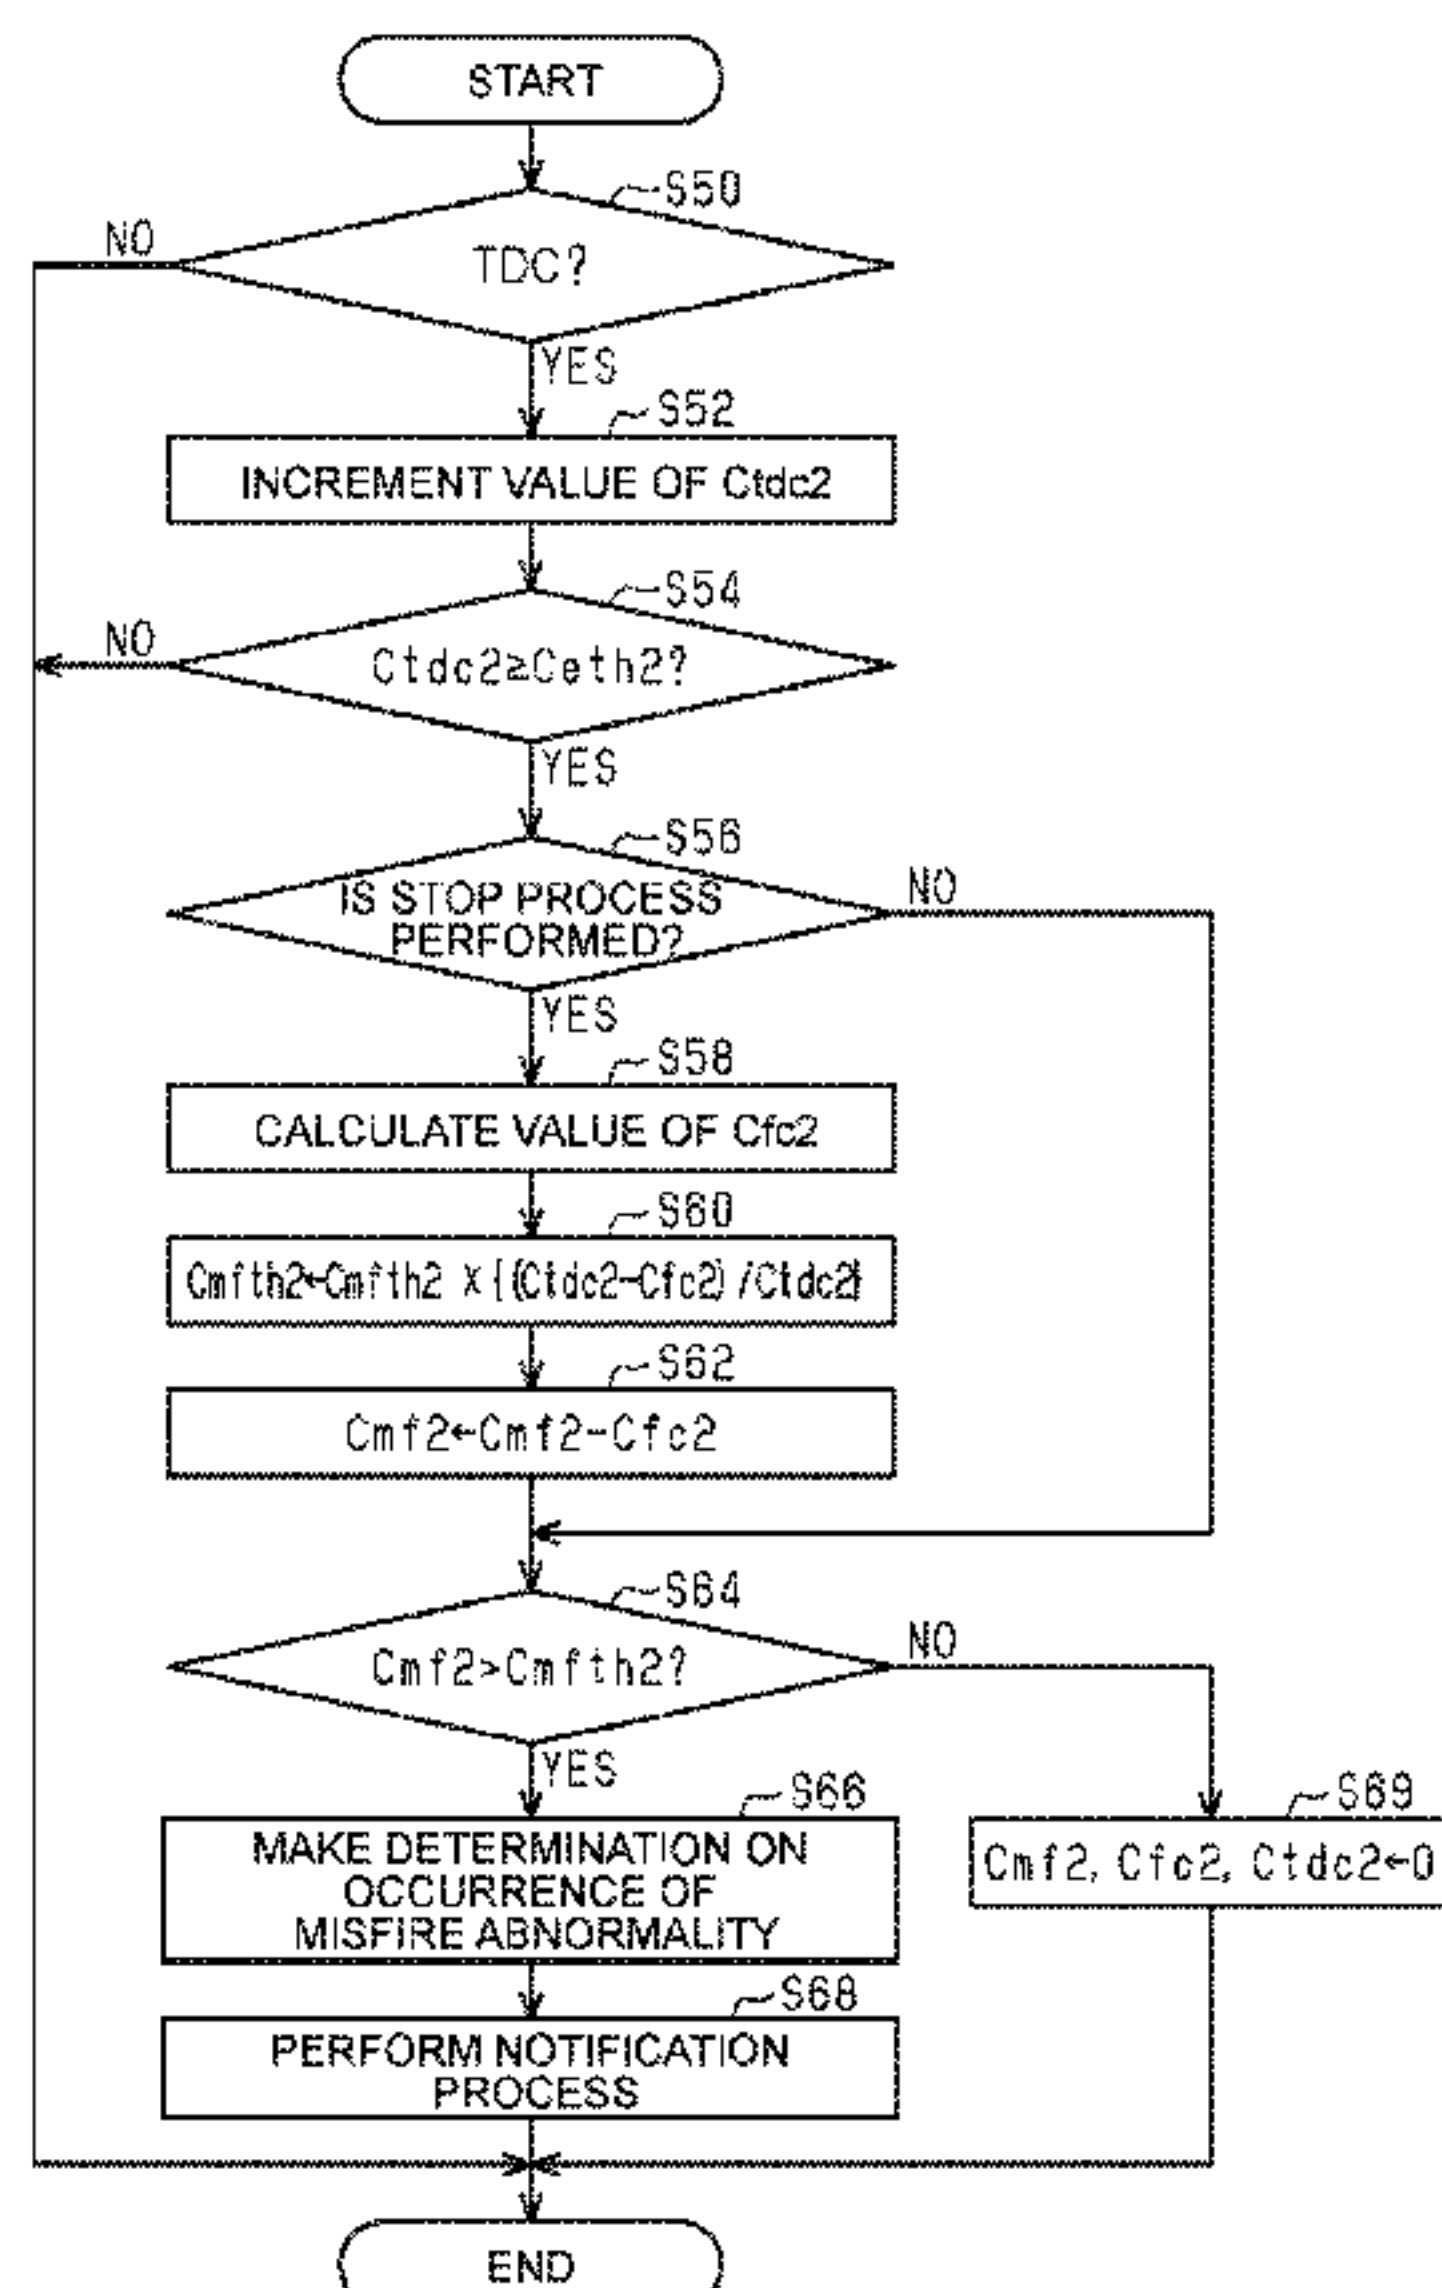 START
S50
NO
TDC?
YES
S52
INCREMENT VALUE OF Ctdc2
S54
NO
Ctdc2≥Ceth2?
YES
S56
IS STOP PROCESS
PERFORMED?
NO
YES
S58
CALCULATE VALUE OF Cfc2
S60
Cmfth2←Cmfth2 X{(Ctdc2-Cfc2)/Ctdc2}
S62
Cmf2←Cmf2-Cfc2
S64
Cmf2>Cmfth2?
NO
YES
S66
MAKE DETERMINATION ON
OCCURRENCE OF
MISFIRE ABNORMALITY
S69
Cmf2, Cfc2, Ctdc2←0
S68
PERFORM NOTIFICATION
PROCESS
END